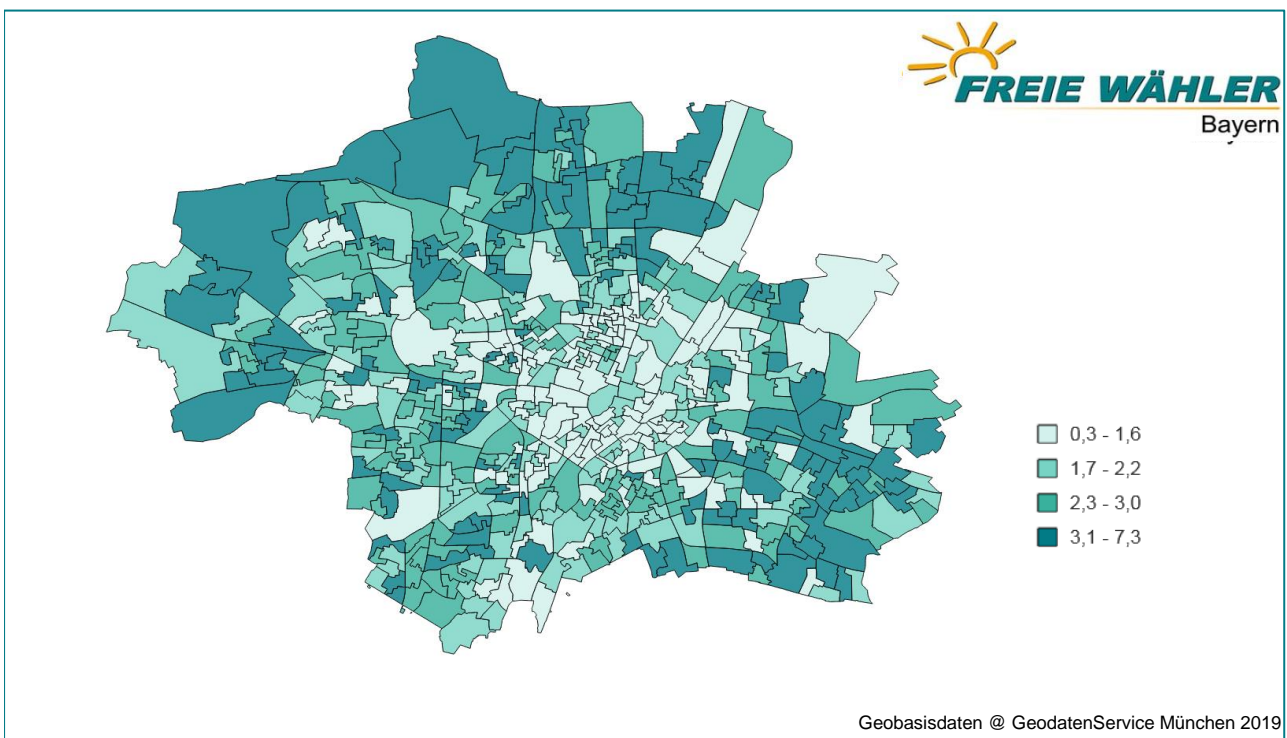 FREIE WÄHLER
Bayern
0,3 - 1,6
1,7 - 2,2
2,3 - 3,0
3,1 - 7,3
Geobasisdaten @ GeodatenService München 2019